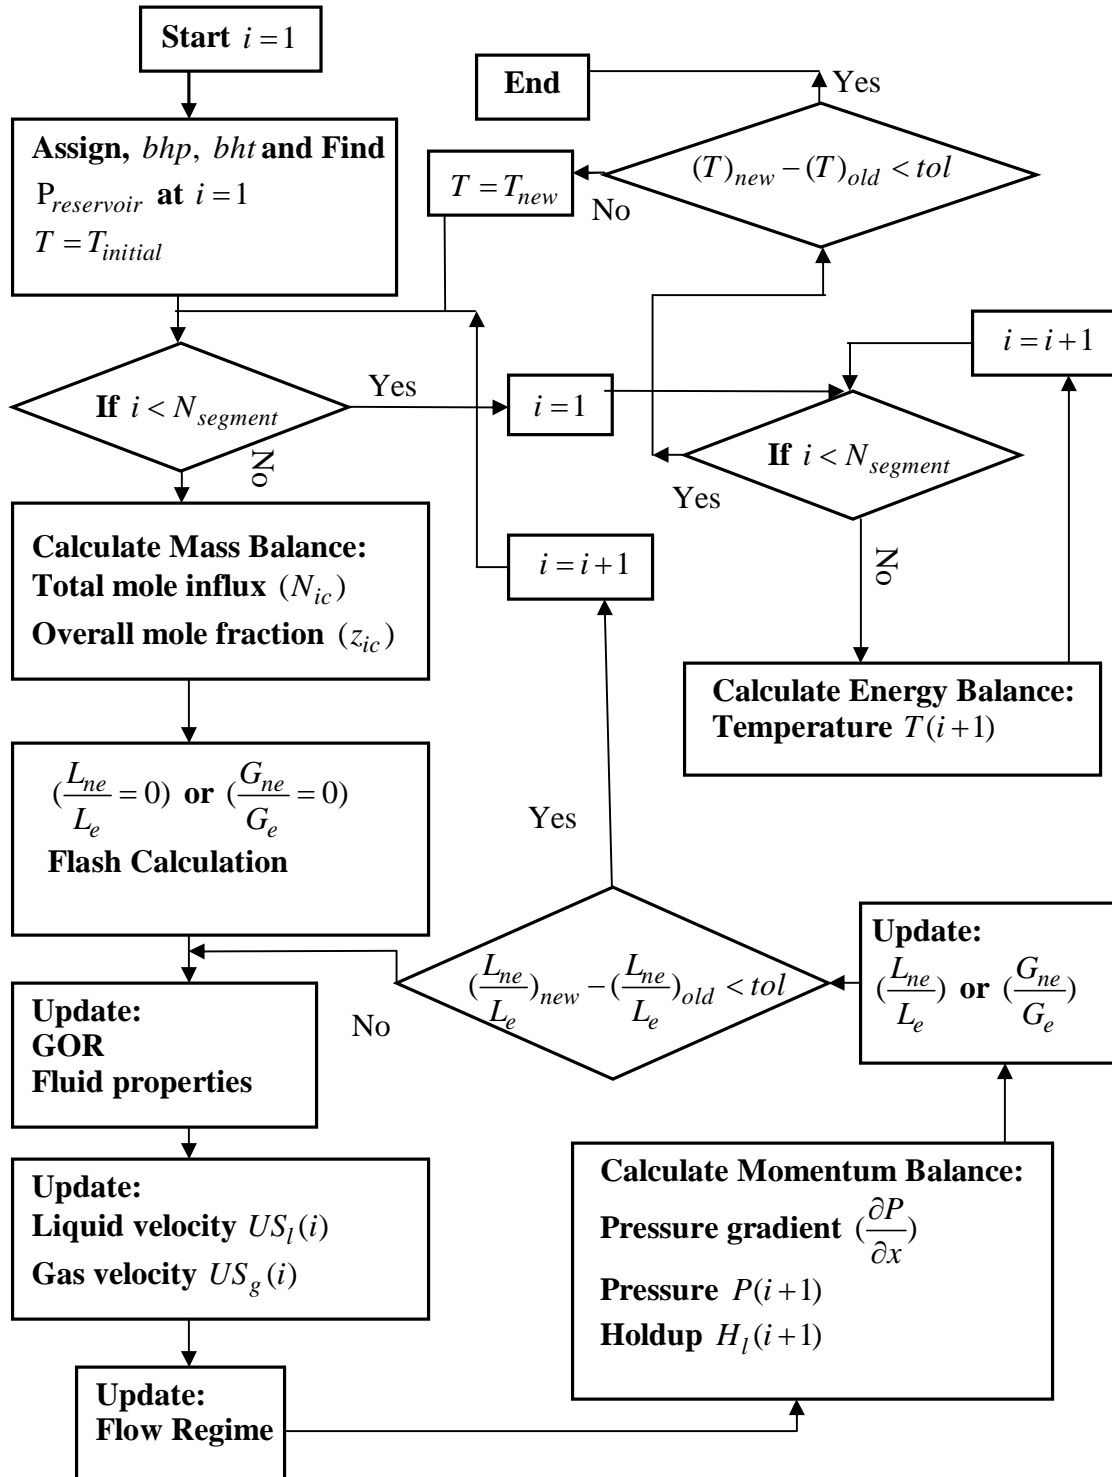 Start i = 1
Assign, bhp, bht and Find
P_reservoir at i = 1
T = T_initial
End
Yes
(T)_new − (T)_old < tol
T = T_new
No
i = i + 1
If i < N_segment
Yes
i = 1
If i < N_segment
Yes
No
No
Calculate Mass Balance:
Total mole influx (N_ic)
Overall mole fraction (z_ic)
i = i + 1
Calculate Energy Balance:
Temperature T(i + 1)
(L_ne/L_e = 0) or (G_ne/G_e = 0)
Flash Calculation
Yes
(L_ne/L_e)_new − (L_ne/L_e)_old < tol
No
Update:
(L_ne/L_e) or (G_ne/G_e)
Update:
GOR
Fluid properties
Update:
Liquid velocity US_l(i)
Gas velocity US_g(i)
Calculate Momentum Balance:
Pressure gradient (∂P/∂x)
Pressure P(i + 1)
Holdup H_l(i + 1)
Update:
Flow Regime